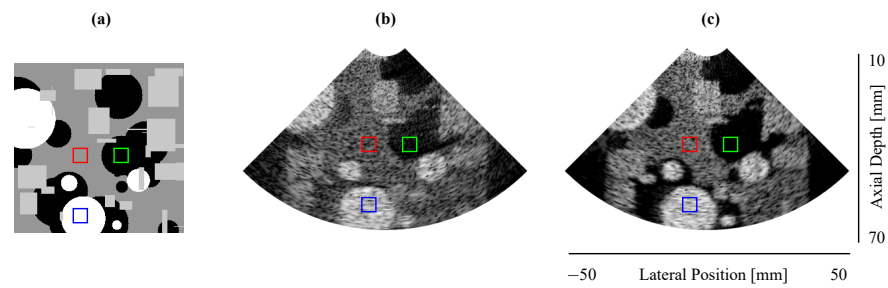 (a)
(b)
(c)
10
Axial Depth [mm]
70
−50 Lateral Position [mm] 50